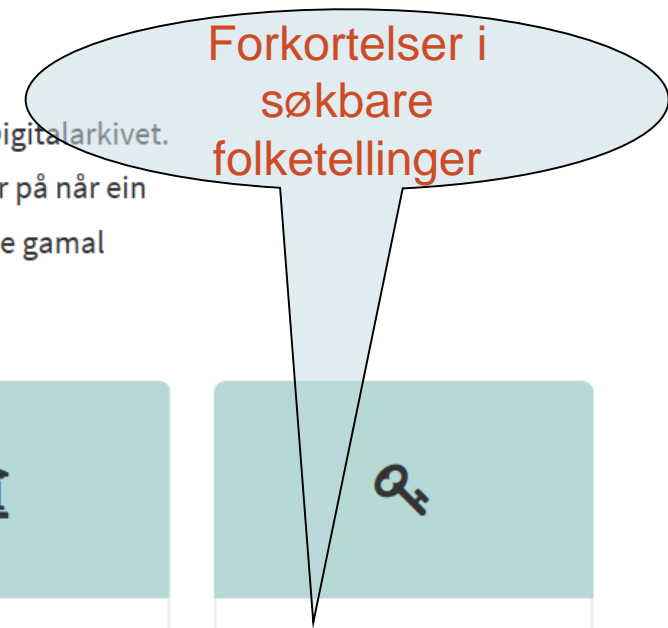 Forkortelser i
søkbare
folketellinger
igitalarkivet.
r på når ein
e gamal